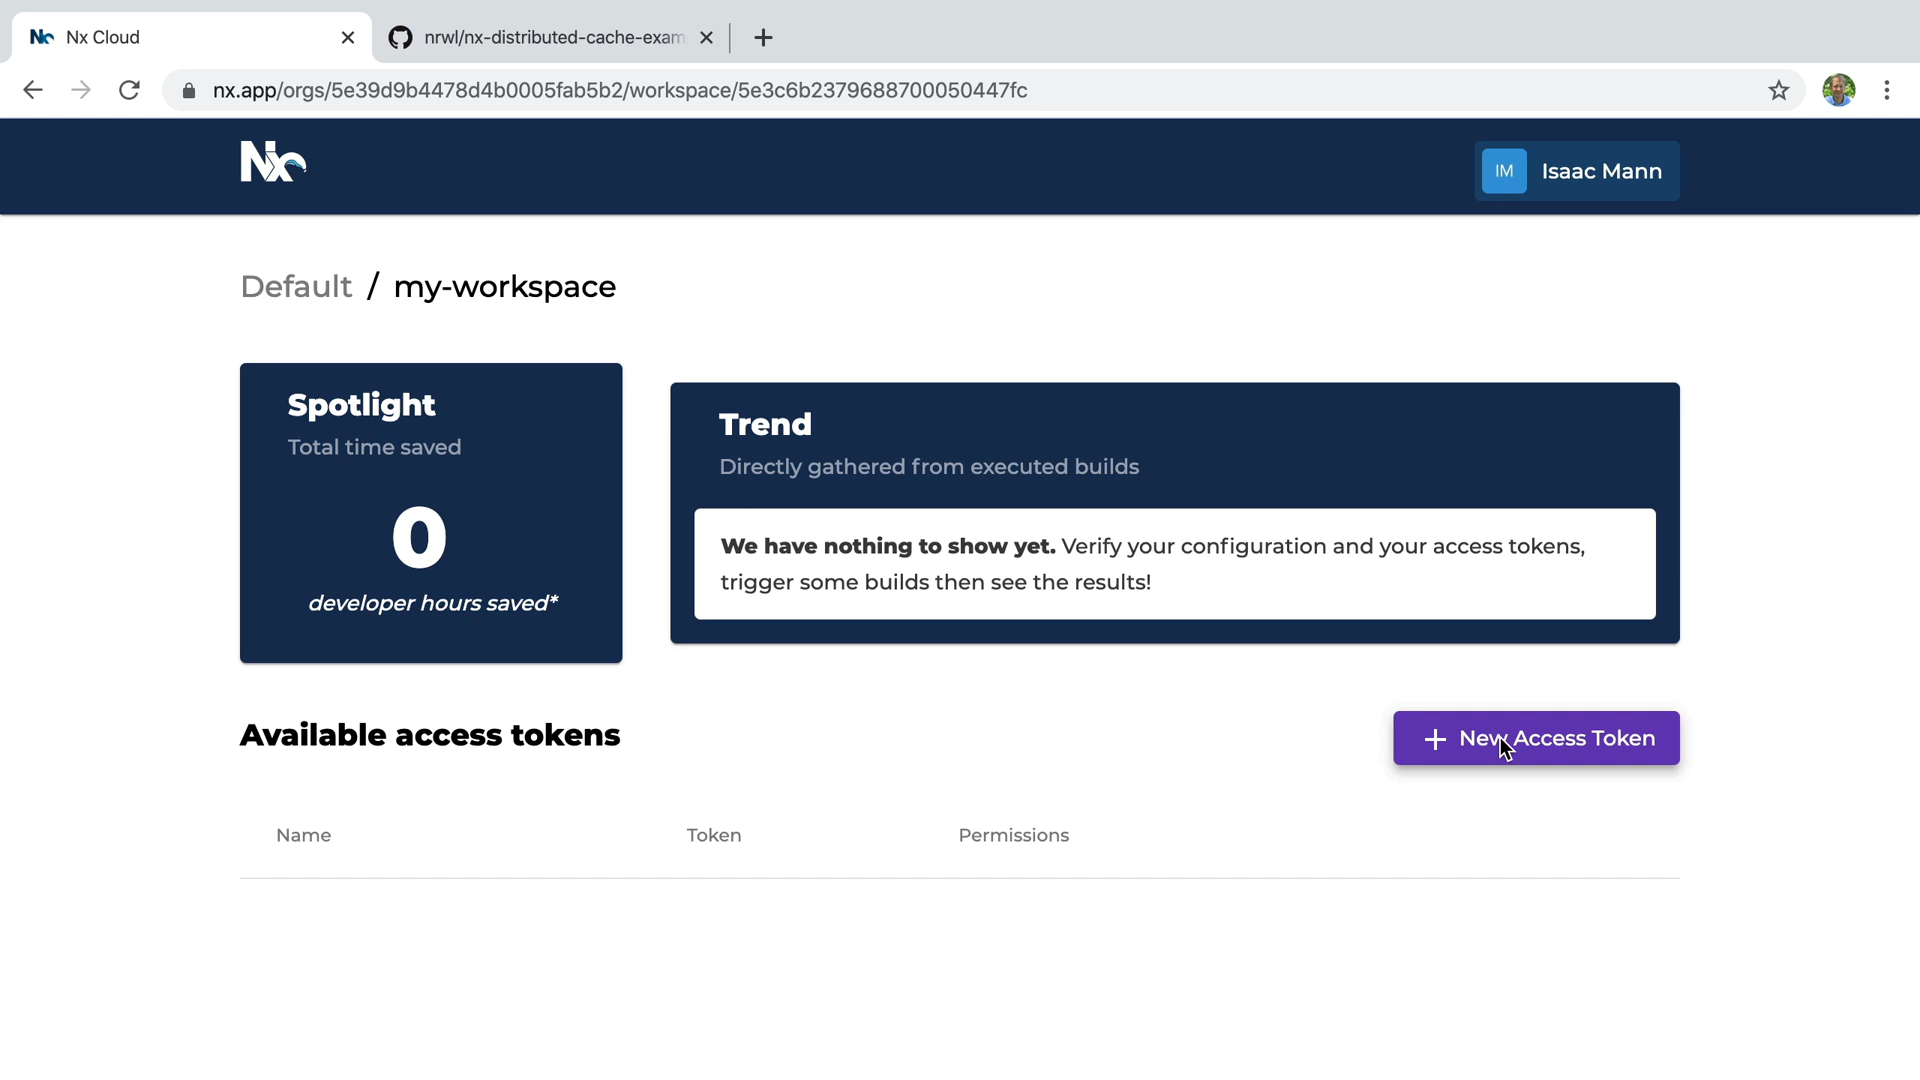 Nx Cloud
nrwl/nx-distributed-cache-exam
nx.app/orgs/5e39d9b4478d4b0005fab5b2/workspace/5e3c6b2379688700050447fc
Nx
IM
Isaac Mann
Default / my-workspace
Spotlight
Total time saved
0
developer hours saved*
Trend
Directly gathered from executed builds
We have nothing to show yet. Verify your configuration and your access tokens,
trigger some builds then see the results!
Available access tokens
New Access Token
Name Token Permissions